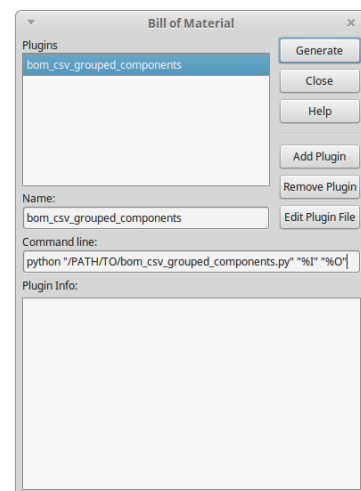 Bill of Material
Plugins
bom_csv_grouped_components
Generate
Close
Help
Add Plugin
Remove Plugin
Edit Plugin File
Name:
bom_csv_grouped_components
Command line:
python "/PATH/TO/bom_csv_grouped_components.py" "%I" "%O"
Plugin Info: